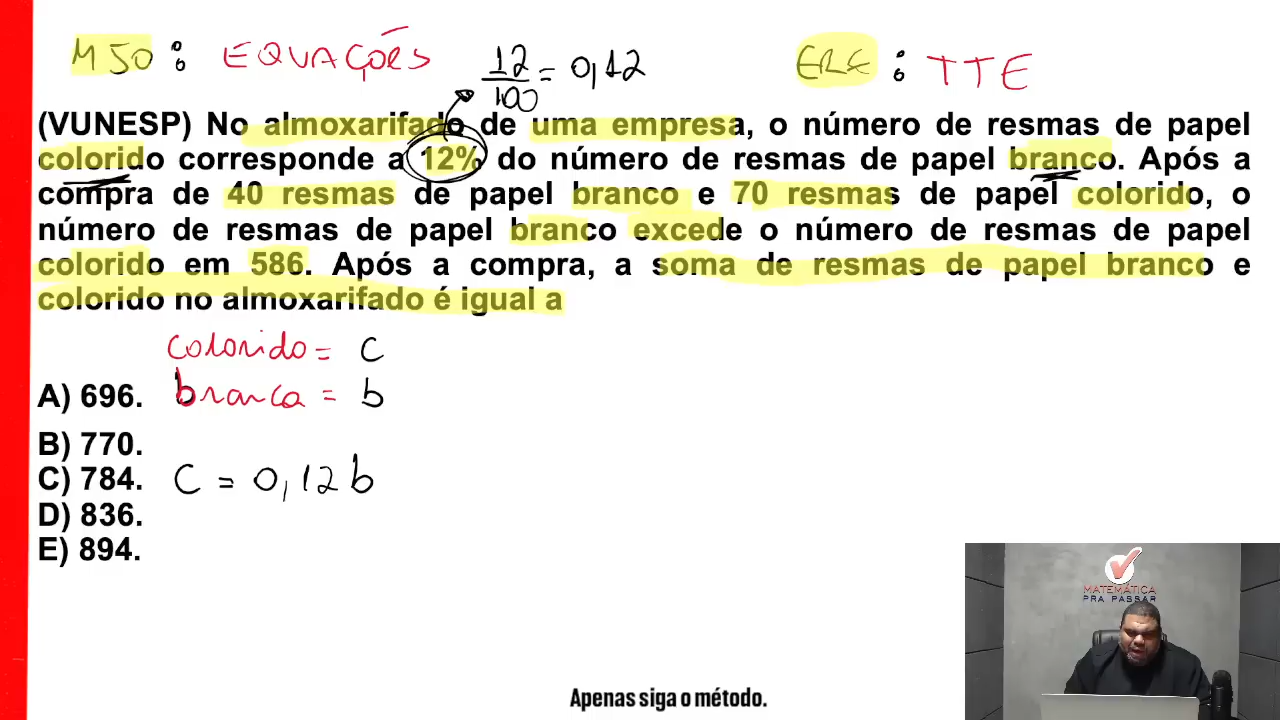 M50 : EQUAÇÕES
12/100 = 0,12
ERE : TTE
(VUNESP) No almoxarifado de uma empresa, o número de resmas de papel
colorido corresponde a 12% do número de resmas de papel branco. Após a
compra de 40 resmas de papel branco e 70 resmas de papel colorido, o
número de resmas de papel branco excede o número de resmas de papel
colorido em 586. Após a compra, a soma de resmas de papel branco e
colorido no almoxarifado é igual a
colorido = c
A) 696.
branca = b
B) 770.
C) 784.
C = 0,12 b
D) 836.
E) 894.
MATEMÁTICA
PRA PASSAR
Apenas siga o método.